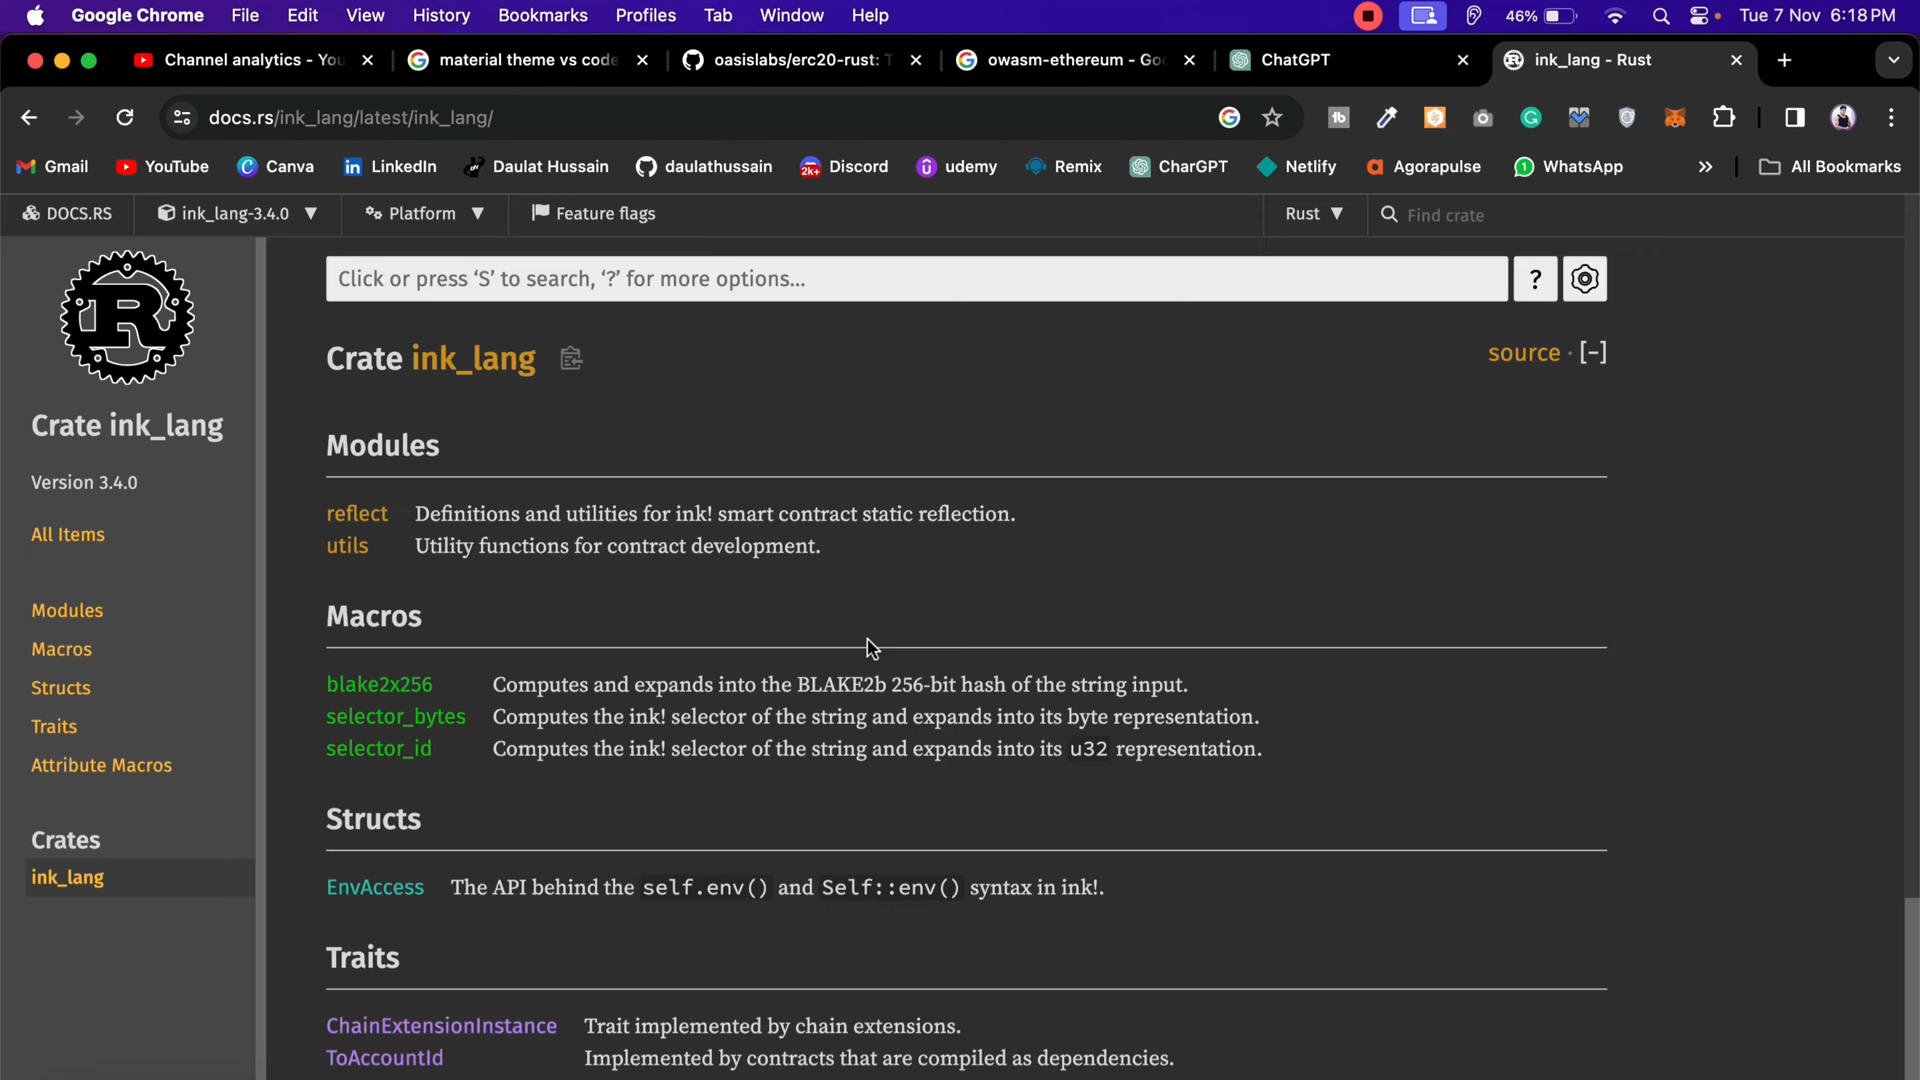 Google Chrome File Edit View History Bookmarks Profiles Tab Window Help 46% Tue 7 Nov 6:18 PM
Channel analytics - You material theme vs code oasislabs/erc20-rust: T owasm-ethereum - Goo ChatGPT ink_lang - Rust
docs.rs/ink_lang/latest/ink_lang/
Gmail YouTube Canva LinkedIn Daulat Hussain daulathussain 2k+ Discord udemy Remix CharGPT Netlify Agorapulse 1 WhatsApp » All Bookmarks
DOCS.RS ink_lang-3.4.0 Platform Feature flags Rust Find crate
Click or press ‘S’ to search, ‘?’ for more options... ?
Crate ink_lang source · [-]
Crate ink_lang
Version 3.4.0
All Items
Modules
Macros
Structs
Traits
Attribute Macros
Crates
ink_lang
Modules
reflect Definitions and utilities for ink! smart contract static reflection.
utils Utility functions for contract development.
Macros
blake2x256 Computes and expands into the BLAKE2b 256-bit hash of the string input.
selector_bytes Computes the ink! selector of the string and expands into its byte representation.
selector_id Computes the ink! selector of the string and expands into its u32 representation.
Structs
EnvAccess The API behind the self.env() and Self::env() syntax in ink!.
Traits
ChainExtensionInstance Trait implemented by chain extensions.
ToAccountId Implemented by contracts that are compiled as dependencies.